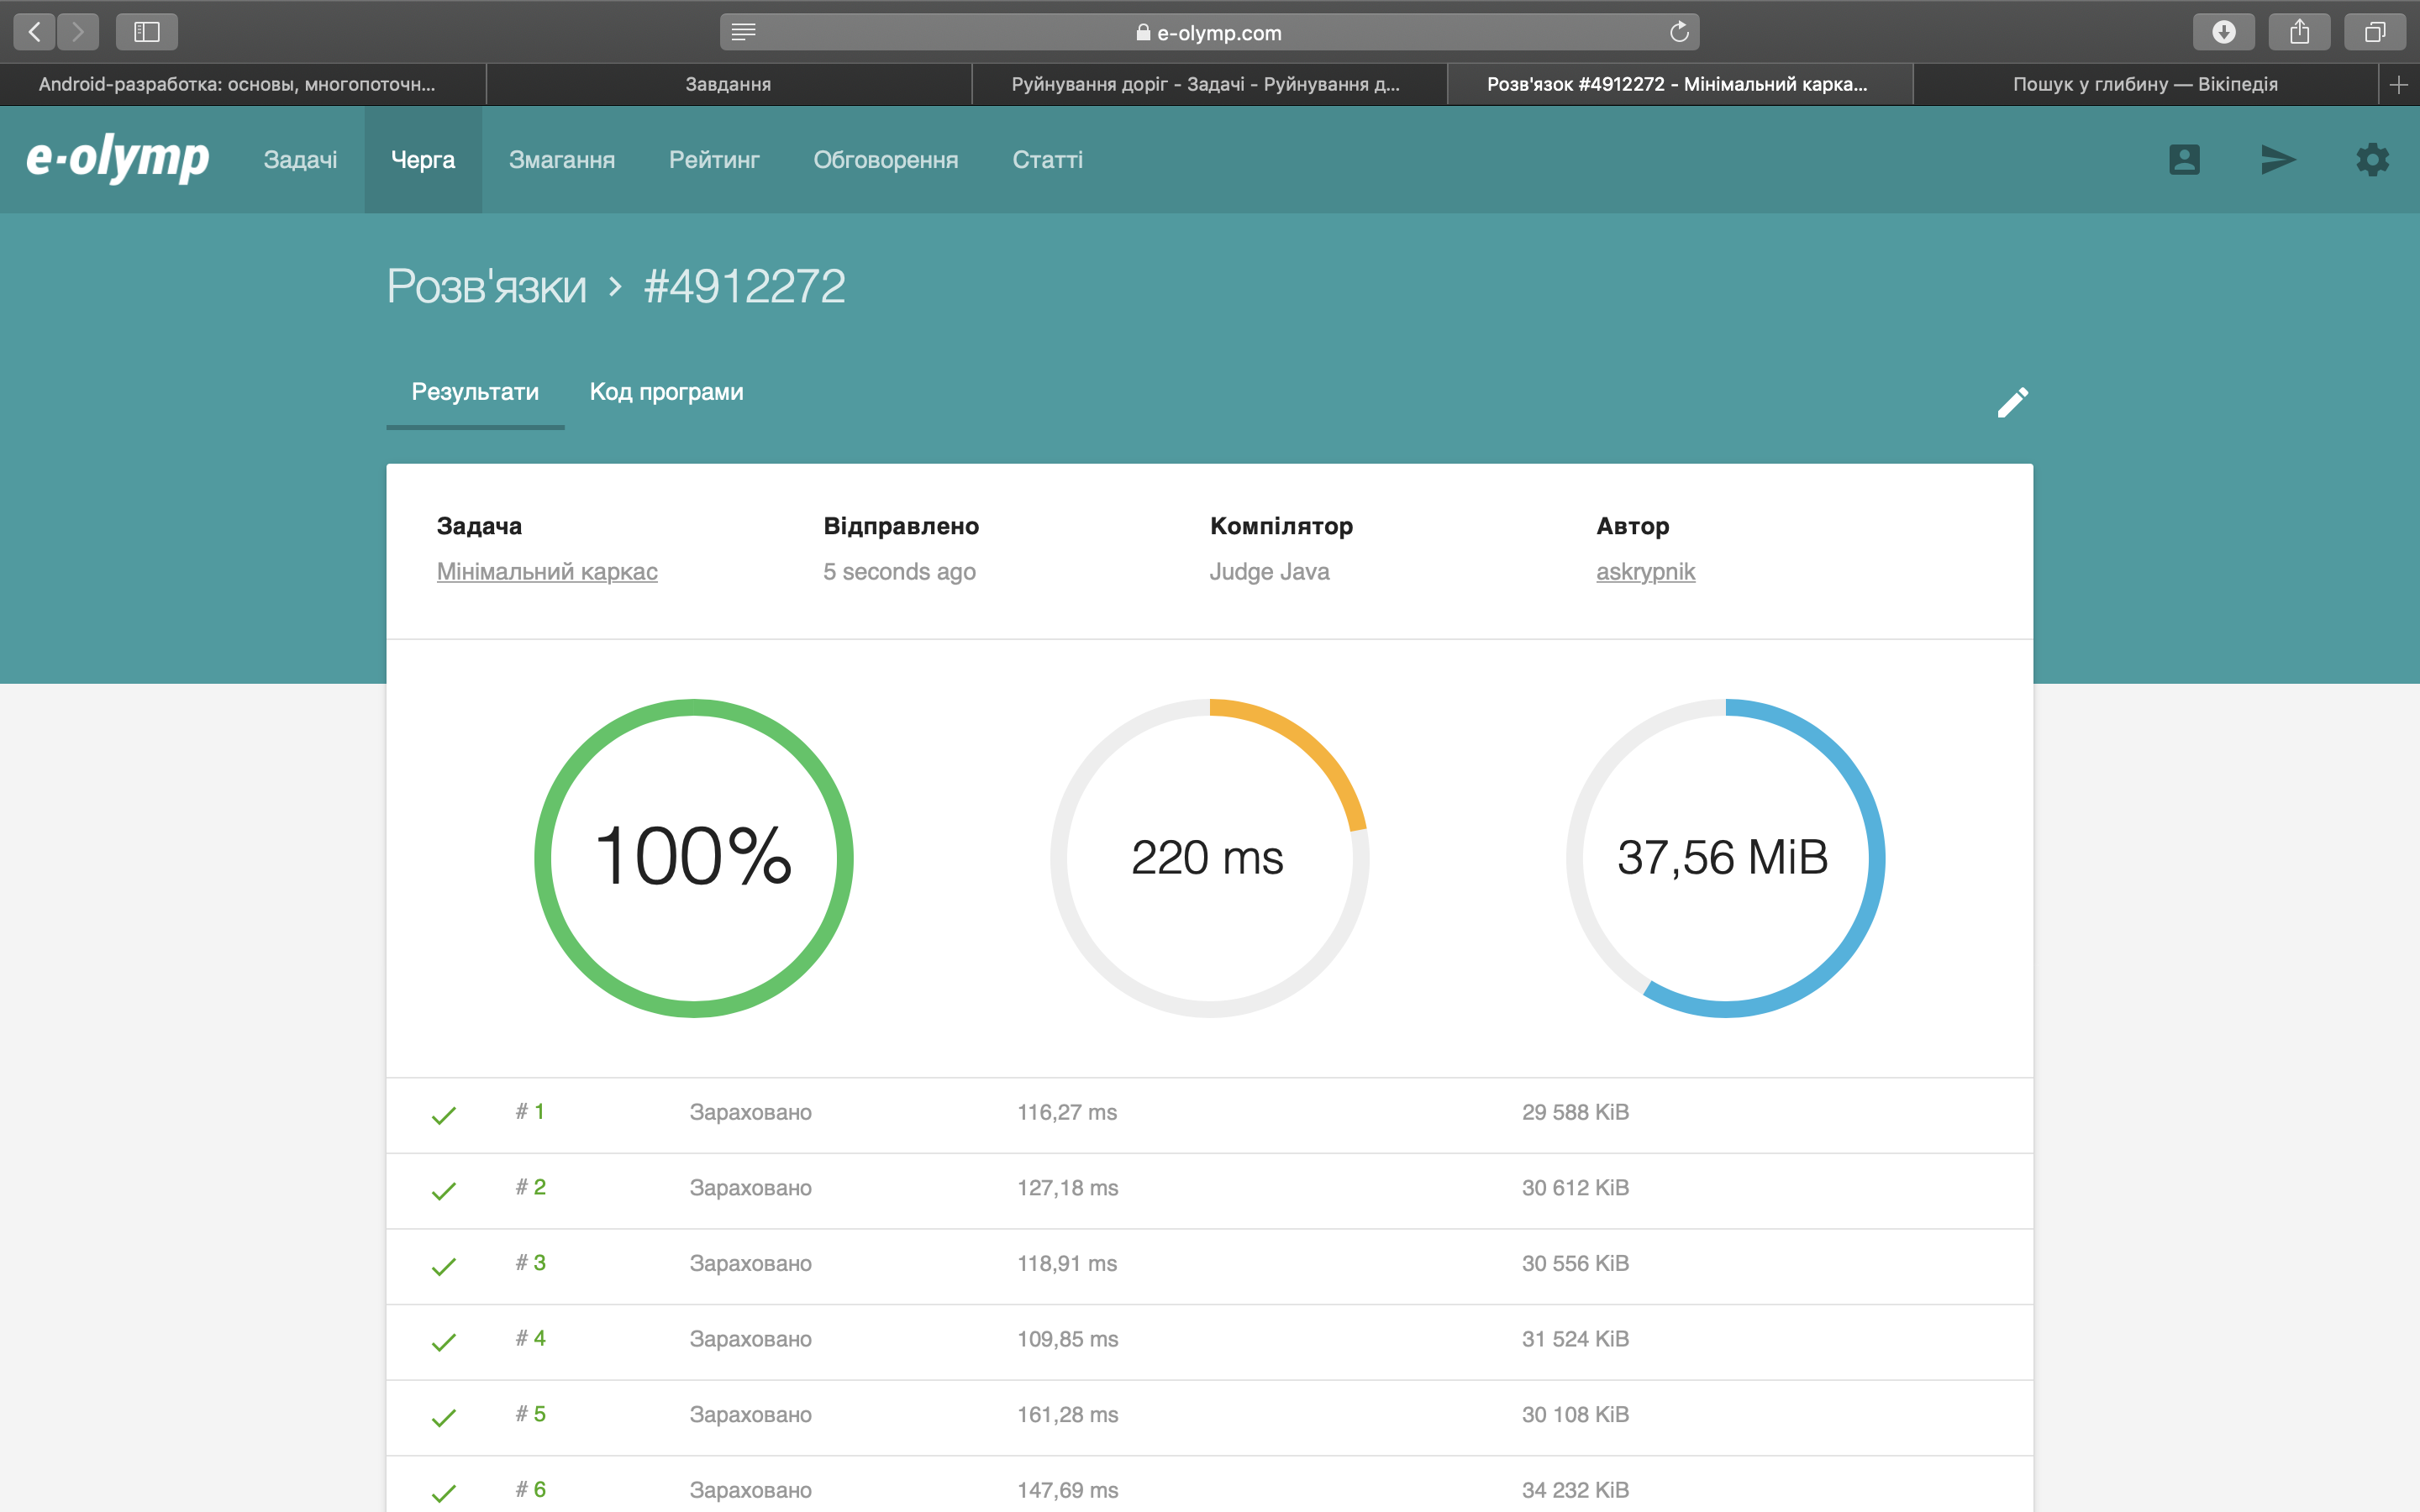 e-olymp.com
Android-разработка: основы, многопоточн...
Завдання
Руйнування доріг - Задачі - Руйнування д...
Розв'язок #4912272 - Мінімальний карка...
Пошук у глибину — Вікіпедія
e-olymp
Задачі
Черга
Змагання
Рейтинг
Обговорення
Статті
Розв'язки › #4912272
Результати
Код програми
Задача
Відправлено
Компілятор
Автор
Мінімальний каркас
5 seconds ago
Judge Java
askrypnik
100%
220 ms
37,56 MiB
# 1 Зараховано 116,27 ms 29 588 KiB
# 2 Зараховано 127,18 ms 30 612 KiB
# 3 Зараховано 118,91 ms 30 556 KiB
# 4 Зараховано 109,85 ms 31 524 KiB
# 5 Зараховано 161,28 ms 30 108 KiB
# 6 Зараховано 147,69 ms 34 232 KiB